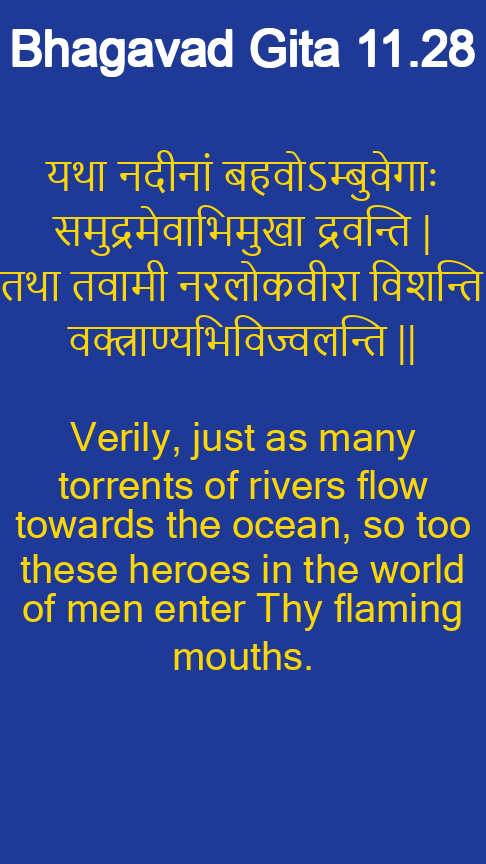 Bhagavad Gita 11.28
यथा नदीनां बहवोऽम्बुवेगाः
समुद्रमेवाभिमुखा द्रवन्ति |
तथा तवामी नरलोकवीरा विशन्ति
वक्त्राण्यभिविज्वलन्ति ||
Verily, just as many
torrents of rivers flow
towards the ocean, so too
these heroes in the world
of men enter Thy flaming
mouths.